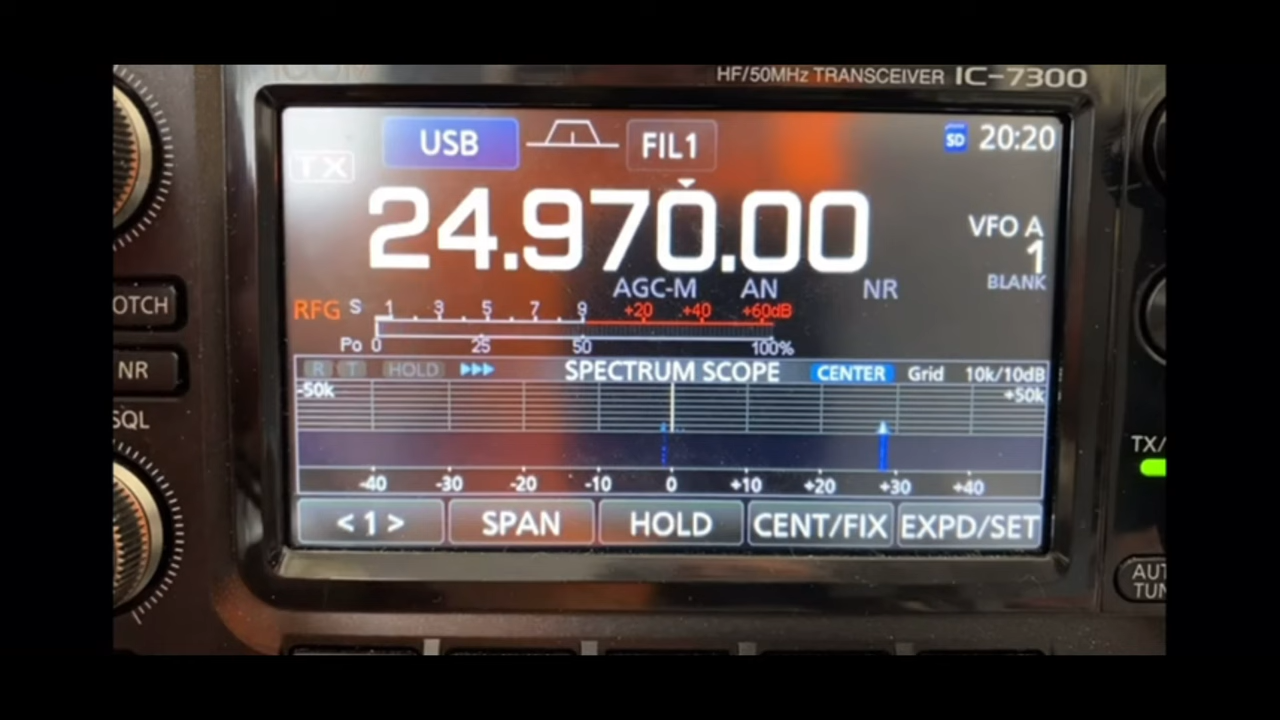 HF/50MHz TRANSCEIVER IC-7300
USB FIL1 SD 20:20
TX
24.970.00
VFO A
1
AGC-M AN NR BLANK
RFG S 1 3 5 7 9 +20 +40 +60dB
Po 0 25 50 100%
R T HOLD SPECTRUM SCOPE CENTER Grid 10k/10dB
-50k +50k
-40 -30 -20 -10 0 +10 +20 +30 +40
< 1 > SPAN HOLD CENT/FIX EXPD/SET
OTCH
NR
SQL
TX/
AUT
TUN